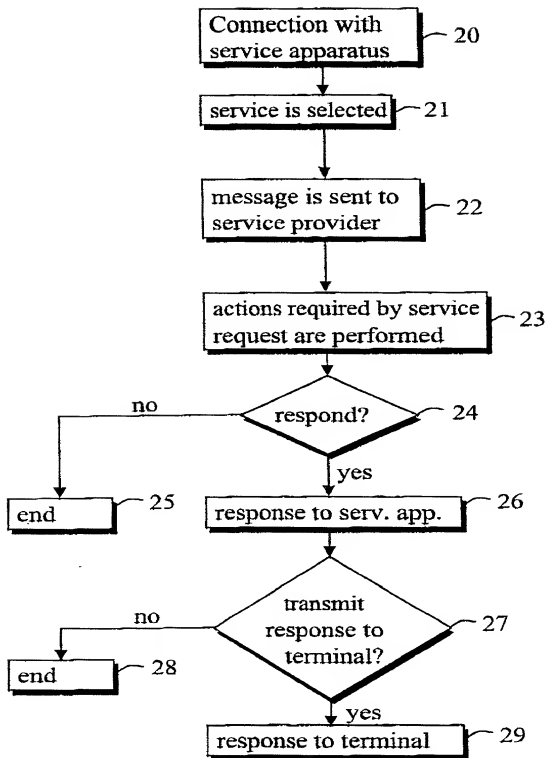 Connection with
service apparatus
20
service is selected
21
message is sent to
service provider
22
actions required by service
request are performed
23
respond?
24
no
yes
end
25
response to serv. app.
26
transmit
response to
terminal?
27
no
end
28
yes
response to terminal
29